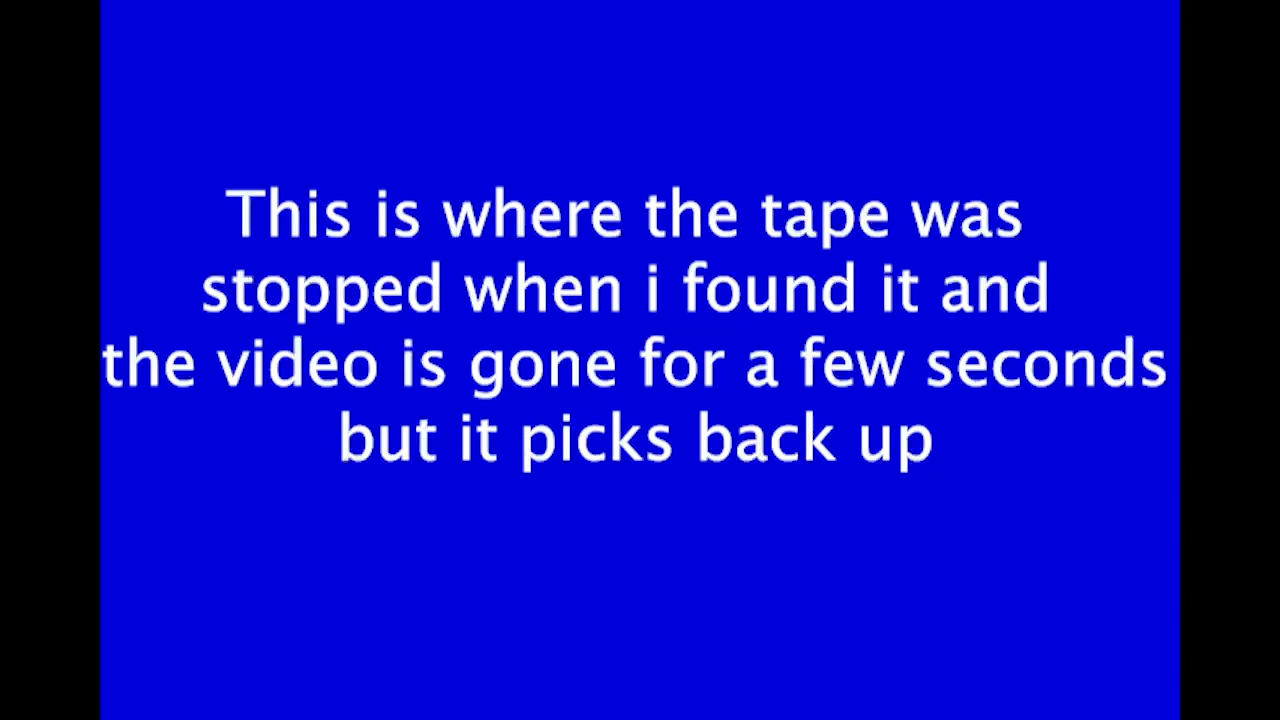 This is where the tape was
stopped when i found it and
the video is gone for a few seconds
but it picks back up